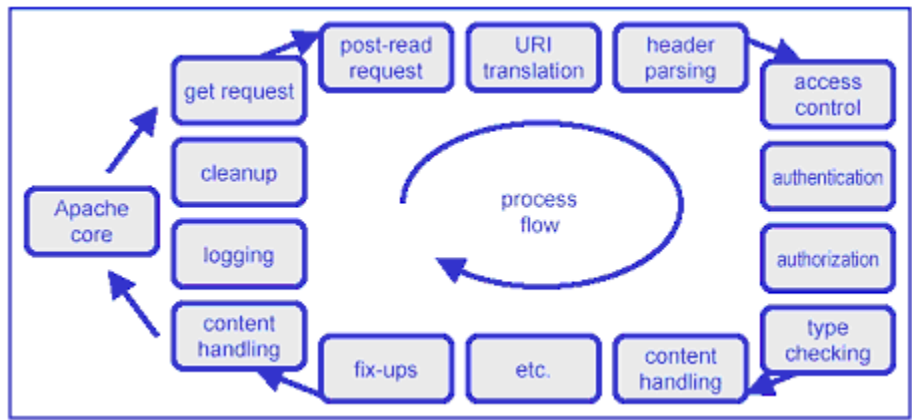 post-read
request
URI
translation
header
parsing
get request
access
control
cleanup
authentication
Apache
core
process
flow
logging
authorization
content
handling
type
checking
fix-ups
etc.
content
handling